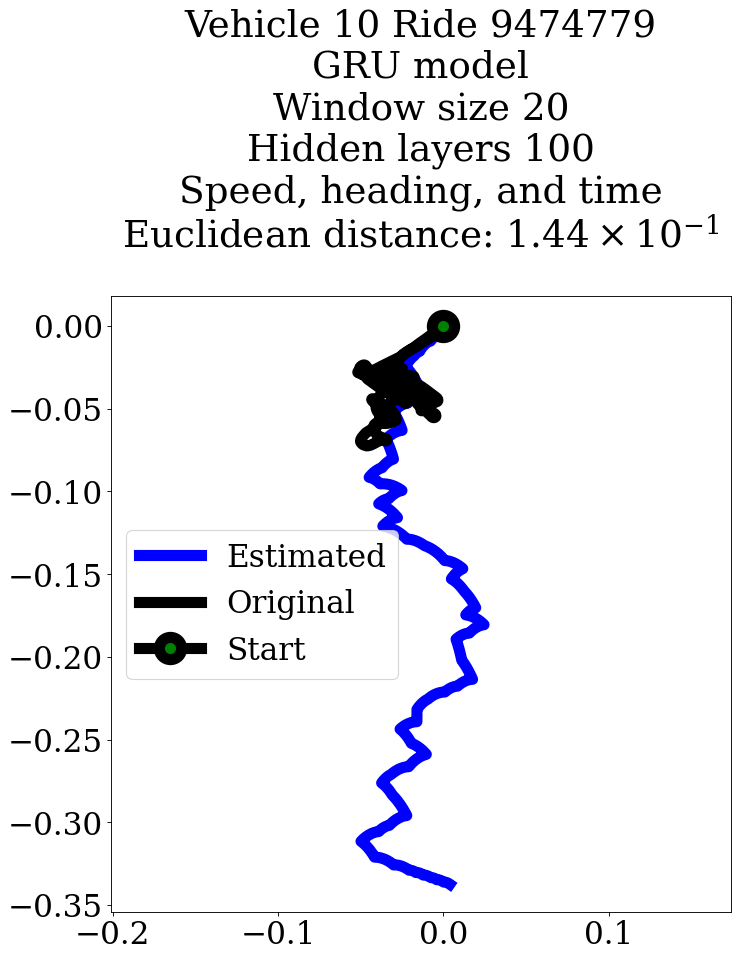 Vehicle 10 Ride 9474779
GRU model
Window size 20
Hidden layers 100
Speed, heading, and time
Euclidean distance: 1.44 × 10⁻¹
0.00
−0.05
−0.10
−0.15
−0.20
−0.25
−0.30
−0.35
Estimated
Original
Start
−0.2 −0.1 0.0 0.1